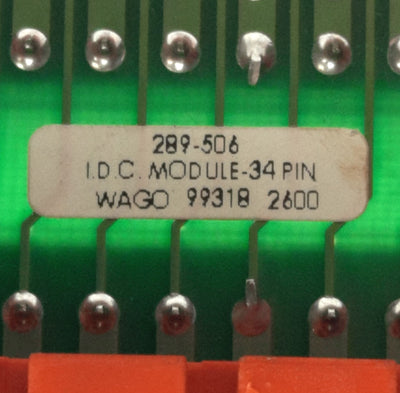 289-506
I.D.C. MODULE-34 PIN
WAGO 99318 2600